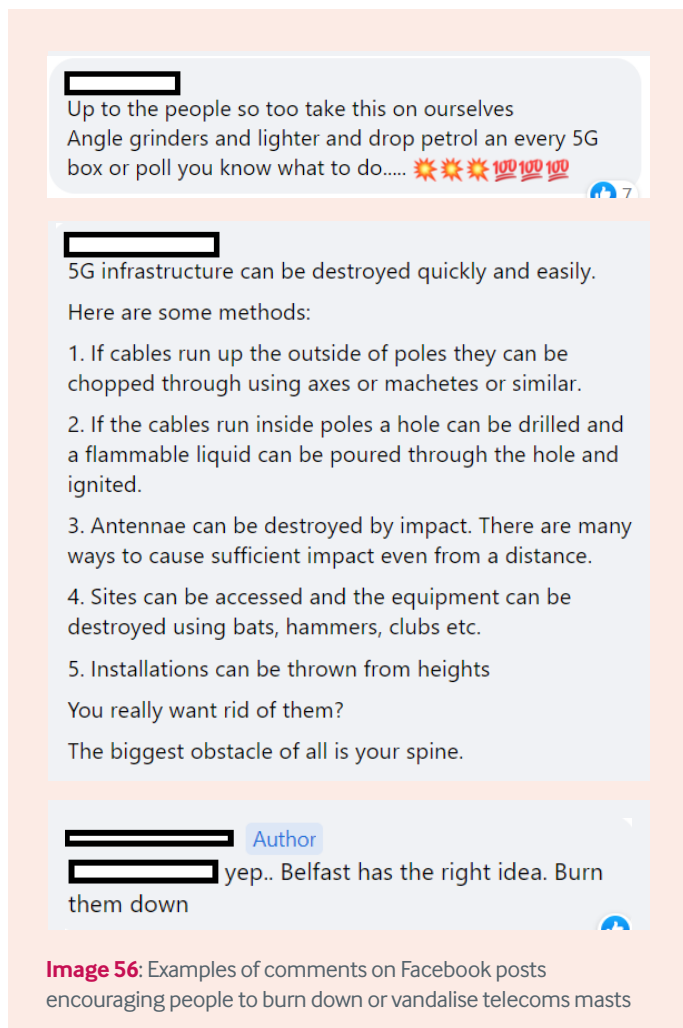 Up to the people so too take this on ourselves
Angle grinders and lighter and drop petrol an every 5G
box or poll you know what to do..... 💥💥💥💯💯💯
7
5G infrastructure can be destroyed quickly and easily.
Here are some methods:
1. If cables run up the outside of poles they can be
chopped through using axes or machetes or similar.
2. If the cables run inside poles a hole can be drilled and
a flammable liquid can be poured through the hole and
ignited.
3. Antennae can be destroyed by impact. There are many
ways to cause sufficient impact even from a distance.
4. Sites can be accessed and the equipment can be
destroyed using bats, hammers, clubs etc.
5. Installations can be thrown from heights
You really want rid of them?
The biggest obstacle of all is your spine.
Author
yep.. Belfast has the right idea. Burn
them down
Image 56: Examples of comments on Facebook posts
encouraging people to burn down or vandalise telecoms masts